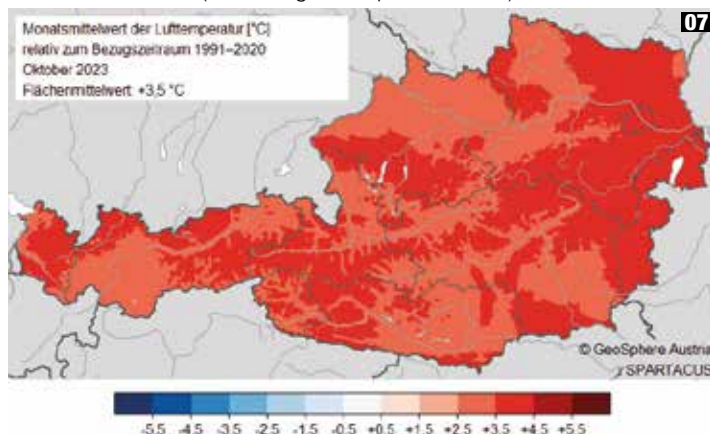 07
Monatsmittelwert der Lufttemperatur [°C]
relativ zum Bezugszeitraum 1991–2020
Oktober 2023
Flächenmittelwert: +3,5 °C
© GeoSphere Austria
SPARTACUS
-5.5 -4.5 -3.5 -2.5 -1.5 -0.5 +0.5 +1.5 +2.5 +3.5 +4.5 +5.5